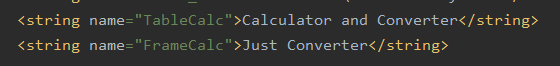 <string name="TableCalc">Calculator and Converter</string>
<string name="FrameCalc">Just Converter</string>